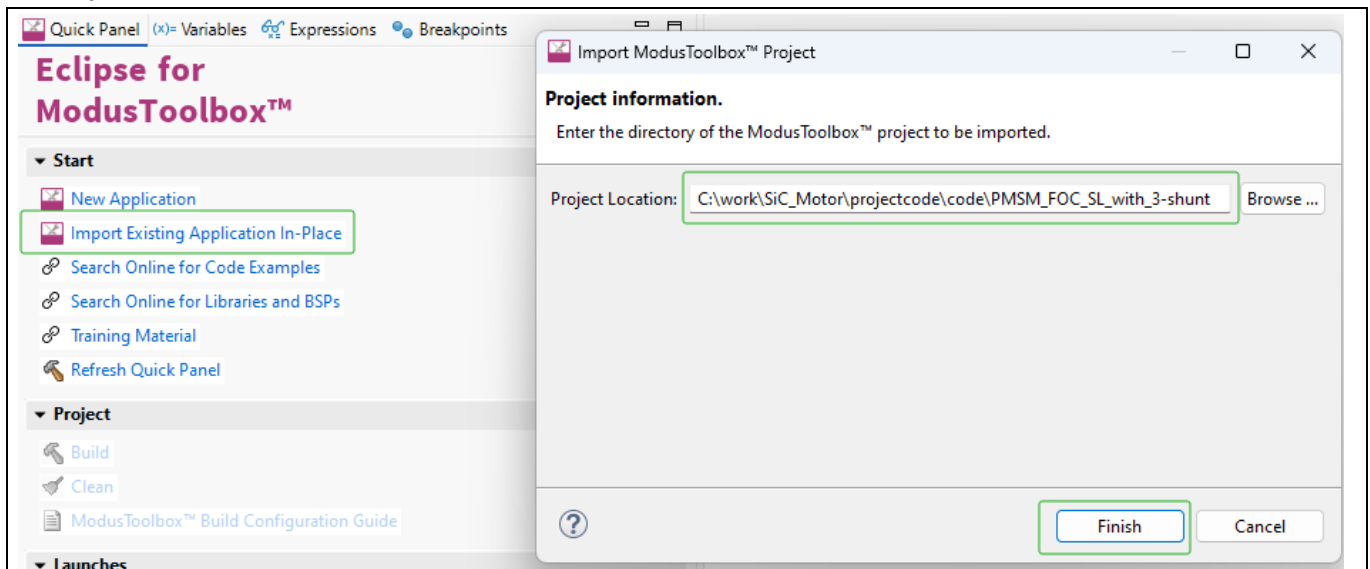 Quick Panel (x)= Variables Expressions Breakpoints
Eclipse for
ModusToolbox™
Start
New Application
Import Existing Application In-Place
Search Online for Code Examples
Search Online for Libraries and BSPs
Training Material
Refresh Quick Panel
Project
Build
Clean
ModusToolbox™ Build Configuration Guide
Launches
Import ModusToolbox™ Project
Project information.
Enter the directory of the ModusToolbox™ project to be imported.
Project Location: C:\work\SiC_Motor\projectcode\code\PMSM_FOC_SL_with_3-shunt Browse ...
? Finish Cancel